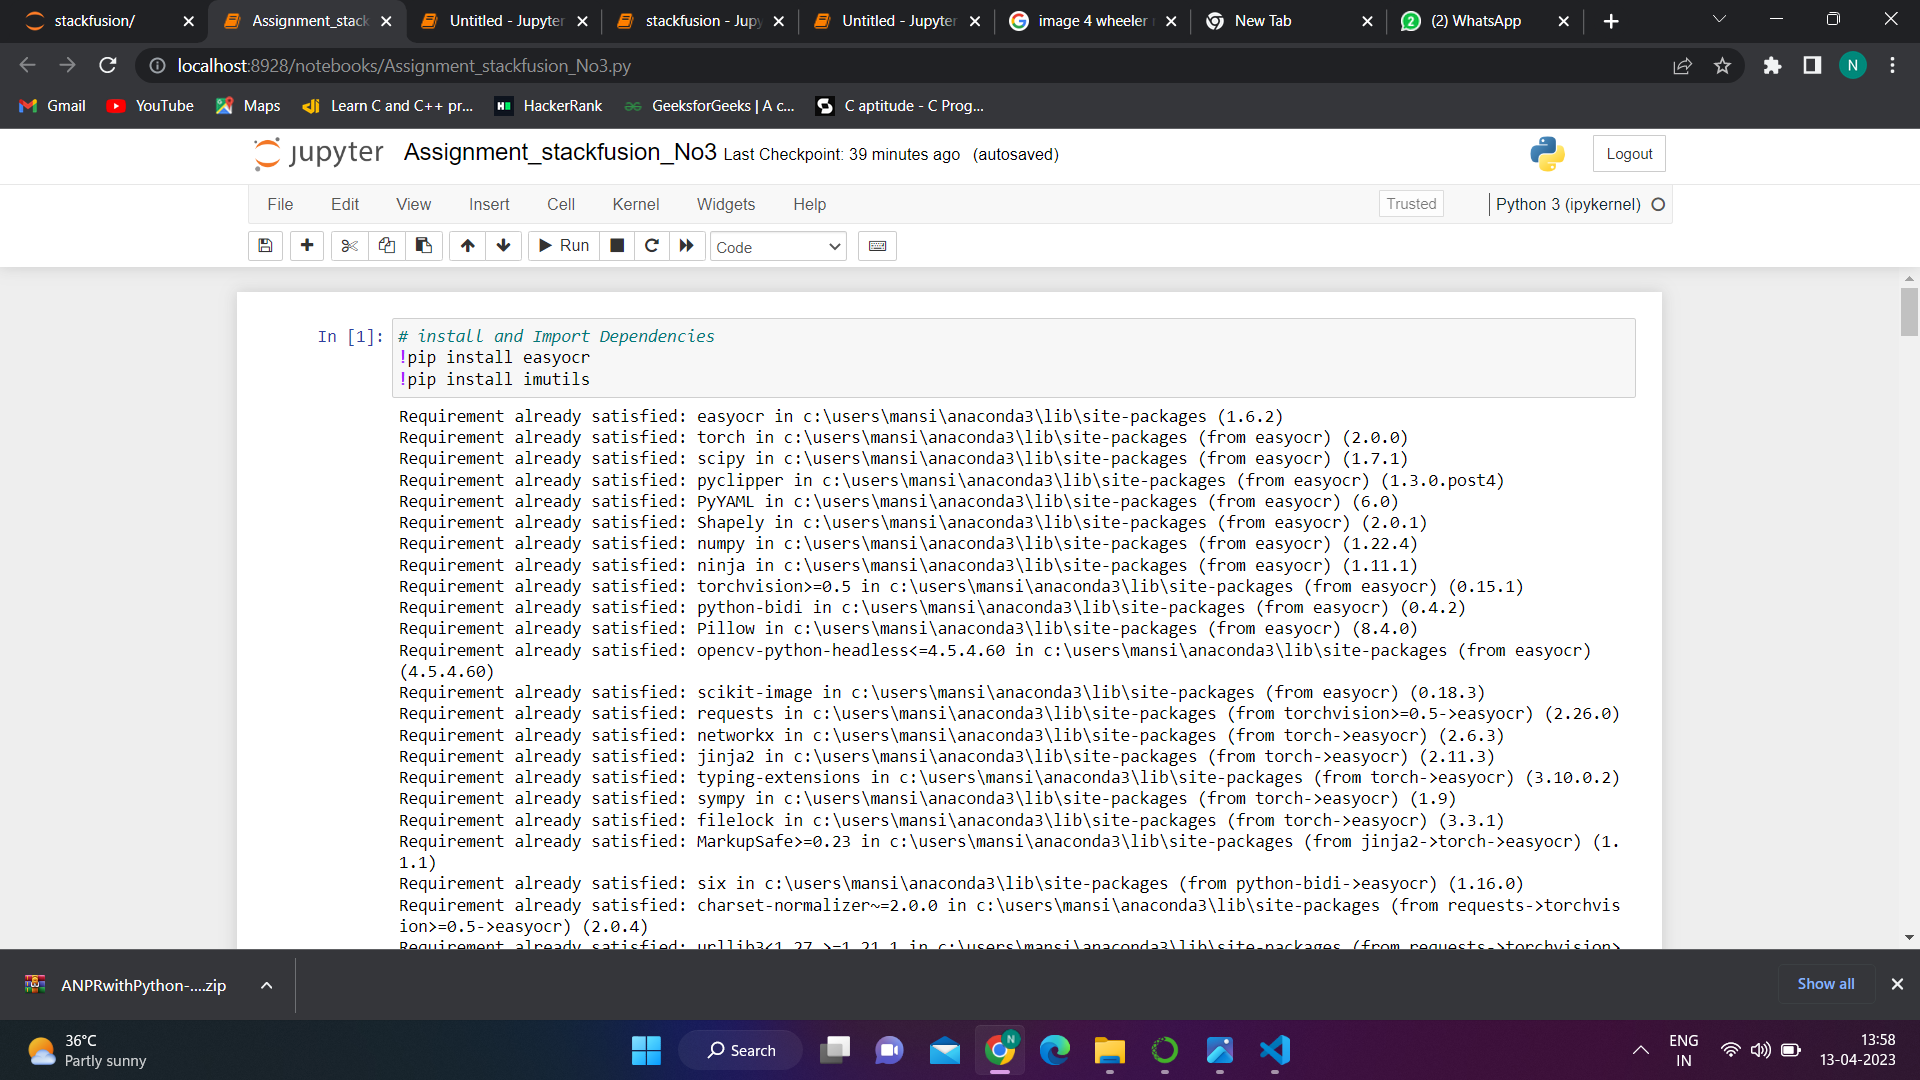 stackfusion/
Assignment_stack
Untitled - Jupyter
stackfusion - Jup
Untitled - Jupyter
image 4 wheeler
New Tab
(2) WhatsApp
localhost:8928/notebooks/Assignment_stackfusion_No3.py
N
Gmail
YouTube
Maps
Learn C and C++ pr...
HackerRank
GeeksforGeeks | A c...
C aptitude - C Prog...
jupyter
Assignment_stackfusion_No3 Last Checkpoint: 39 minutes ago (autosaved)
Logout
File
Edit
View
Insert
Cell
Kernel
Widgets
Help
Trusted
Python 3 (ipykernel)
Run
Code
In [1]:
# install and Import Dependencies
!pip install easyocr
!pip install imutils
Requirement already satisfied: easyocr in c:\users\mansi\anaconda3\lib\site-packages (1.6.2)
Requirement already satisfied: torch in c:\users\mansi\anaconda3\lib\site-packages (from easyocr) (2.0.0)
Requirement already satisfied: scipy in c:\users\mansi\anaconda3\lib\site-packages (from easyocr) (1.7.1)
Requirement already satisfied: pyclipper in c:\users\mansi\anaconda3\lib\site-packages (from easyocr) (1.3.0.post4)
Requirement already satisfied: PyYAML in c:\users\mansi\anaconda3\lib\site-packages (from easyocr) (6.0)
Requirement already satisfied: Shapely in c:\users\mansi\anaconda3\lib\site-packages (from easyocr) (2.0.1)
Requirement already satisfied: numpy in c:\users\mansi\anaconda3\lib\site-packages (from easyocr) (1.22.4)
Requirement already satisfied: ninja in c:\users\mansi\anaconda3\lib\site-packages (from easyocr) (1.11.1)
Requirement already satisfied: torchvision>=0.5 in c:\users\mansi\anaconda3\lib\site-packages (from easyocr) (0.15.1)
Requirement already satisfied: python-bidi in c:\users\mansi\anaconda3\lib\site-packages (from easyocr) (0.4.2)
Requirement already satisfied: Pillow in c:\users\mansi\anaconda3\lib\site-packages (from easyocr) (8.4.0)
Requirement already satisfied: opencv-python-headless<=4.5.4.60 in c:\users\mansi\anaconda3\lib\site-packages (from easyocr)
(4.5.4.60)
Requirement already satisfied: scikit-image in c:\users\mansi\anaconda3\lib\site-packages (from easyocr) (0.18.3)
Requirement already satisfied: requests in c:\users\mansi\anaconda3\lib\site-packages (from torchvision>=0.5->easyocr) (2.26.0)
Requirement already satisfied: networkx in c:\users\mansi\anaconda3\lib\site-packages (from torch->easyocr) (2.6.3)
Requirement already satisfied: jinja2 in c:\users\mansi\anaconda3\lib\site-packages (from torch->easyocr) (2.11.3)
Requirement already satisfied: typing-extensions in c:\users\mansi\anaconda3\lib\site-packages (from torch->easyocr) (3.10.0.2)
Requirement already satisfied: sympy in c:\users\mansi\anaconda3\lib\site-packages (from torch->easyocr) (1.9)
Requirement already satisfied: filelock in c:\users\mansi\anaconda3\lib\site-packages (from torch->easyocr) (3.3.1)
Requirement already satisfied: MarkupSafe>=0.23 in c:\users\mansi\anaconda3\lib\site-packages (from jinja2->torch->easyocr) (1.
1.1)
Requirement already satisfied: six in c:\users\mansi\anaconda3\lib\site-packages (from python-bidi->easyocr) (1.16.0)
Requirement already satisfied: charset-normalizer~=2.0.0 in c:\users\mansi\anaconda3\lib\site-packages (from requests->torchvis
ion>=0.5->easyocr) (2.0.4)
Requirement already satisfied: urllib3<1.27,>=1.21.1 in c:\users\mansi\anaconda3\lib\site-packages (from requests->torchvision>
ANPRwithPython-....zip
Show all
36°C
Partly sunny
Search
N
ENG
IN
13:58
13-04-2023